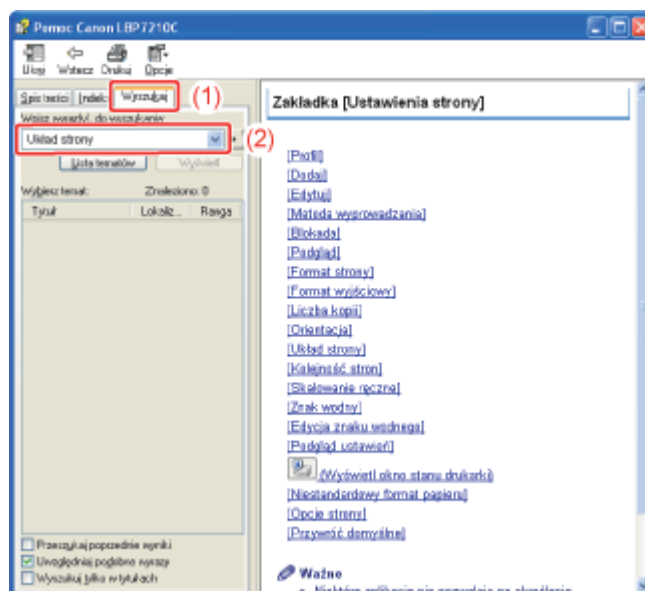 Pomoc Canon LBP7210C
Ukryj Wstecz Drukuj Opcje
Spis treści Indeks Wyszukaj (1)
Zakładka [Ustawienia strony]
Wpisz wyraz(y), do wyszukania:
Układ strony (2)
Lista tematów Wyświetl
Wybierz temat: Znaleziono: 0
Tytuł Lokaliz... Ranga
[Profil]
[Dodaj]
[Edytuj]
[Metoda wyprowadzania]
[Blokada]
[Podgląd]
[Format strony]
[Format wyjściowy]
[Liczba kopii]
[Orientacja]
[Układ strony]
[Kolejność stron]
[Skalowanie ręczne]
[Znak wodny]
[Edycja znaku wodnego]
[Podgląd ustawień]
(Wyświetl okno stanu drukarki)
[Niestandardowy format papieru]
[Opcje strony]
[Przywróć domyślne]
Przeszukaj poprzednie wyniki
Uwzględniaj podobne wyrazy
Wyszukuj tylko w tytułach
Ważne